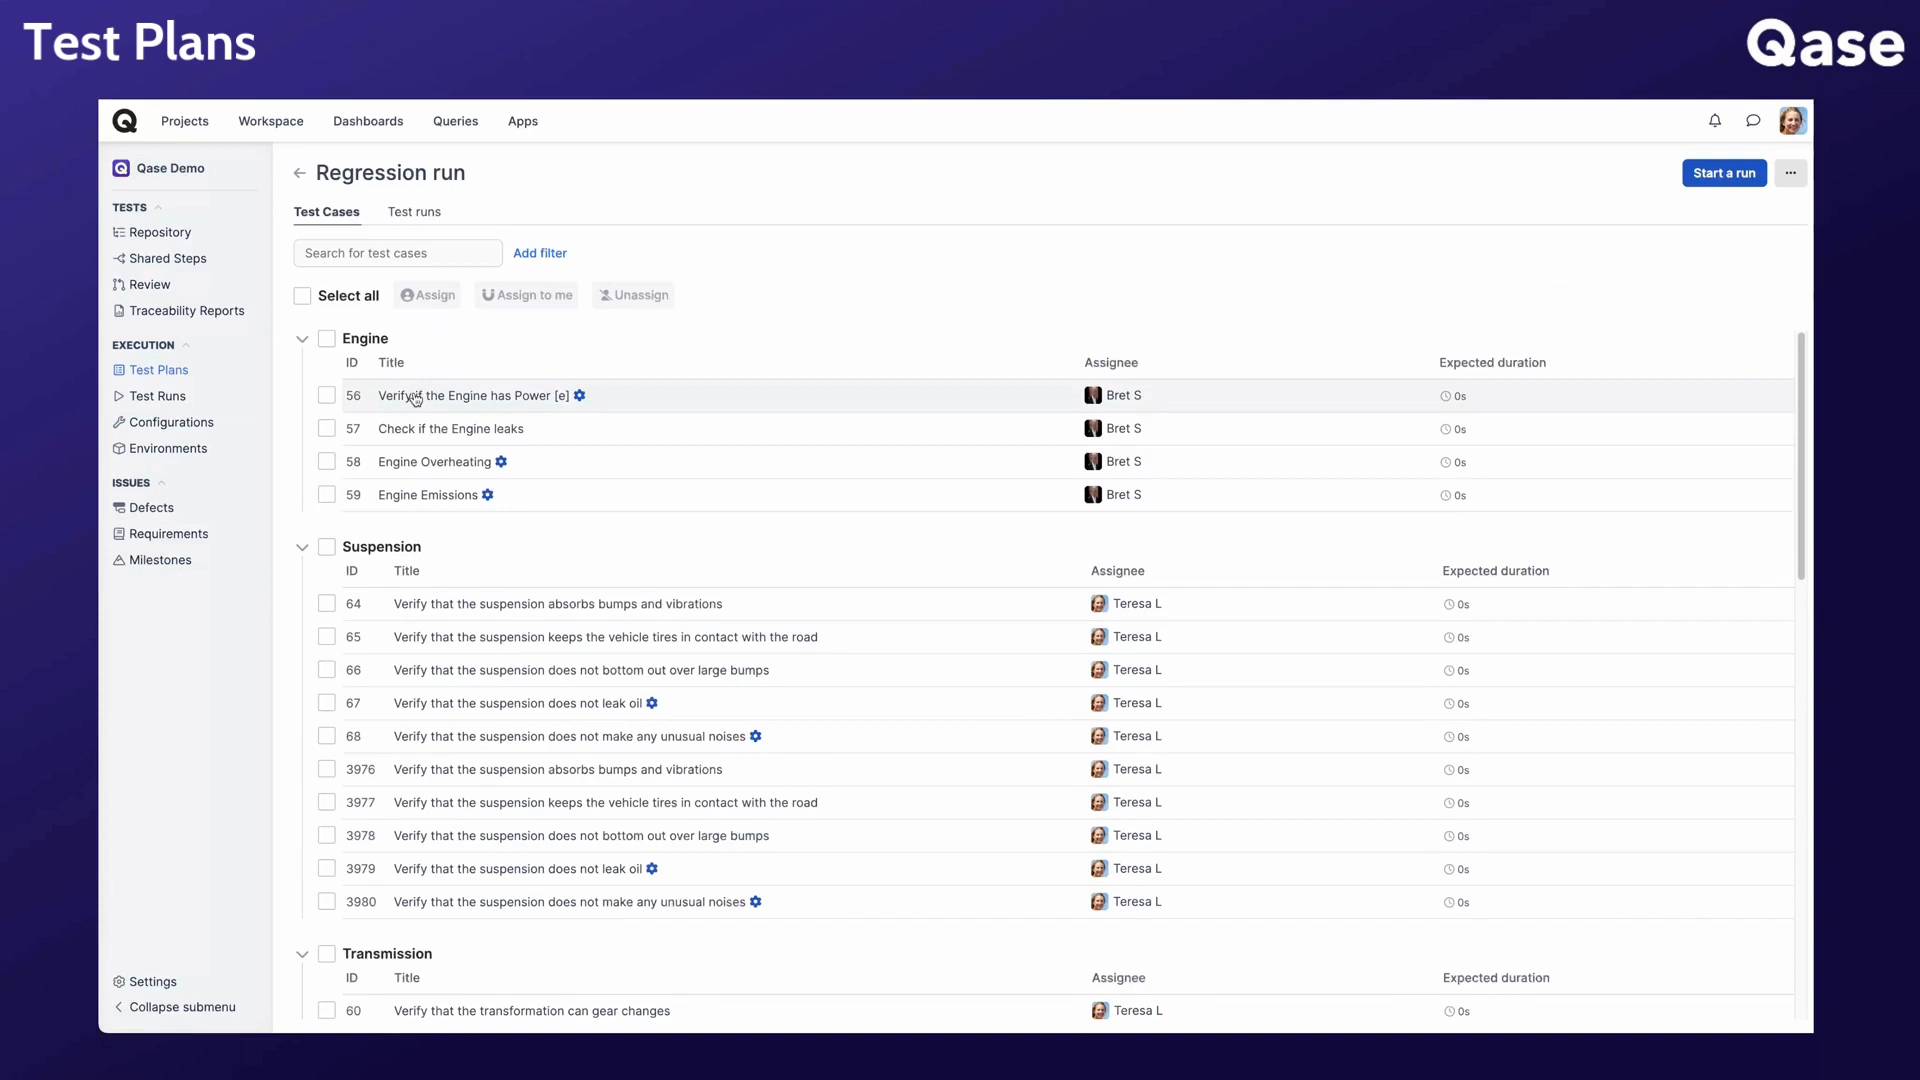 Test Plans
Qase
Projects Workspace Dashboards Queries Apps
Qase Demo
TESTS
Repository
Shared Steps
Review
Traceability Reports
EXECUTION
Test Plans
Test Runs
Configurations
Environments
ISSUES
Defects
Requirements
Milestones
Settings
Collapse submenu
Regression run
Start a run
Test Cases Test runs
Search for test cases Add filter
Select all Assign Assign to me Unassign
Engine
ID Title Assignee Expected duration
56 Verify if the Engine has Power [e] Bret S 0s
57 Check if the Engine leaks Bret S 0s
58 Engine Overheating Bret S 0s
59 Engine Emissions Bret S 0s
Suspension
ID Title Assignee Expected duration
64 Verify that the suspension absorbs bumps and vibrations Teresa L 0s
65 Verify that the suspension keeps the vehicle tires in contact with the road Teresa L 0s
66 Verify that the suspension does not bottom out over large bumps Teresa L 0s
67 Verify that the suspension does not leak oil Teresa L 0s
68 Verify that the suspension does not make any unusual noises Teresa L 0s
3976 Verify that the suspension absorbs bumps and vibrations Teresa L 0s
3977 Verify that the suspension keeps the vehicle tires in contact with the road Teresa L 0s
3978 Verify that the suspension does not bottom out over large bumps Teresa L 0s
3979 Verify that the suspension does not leak oil Teresa L 0s
3980 Verify that the suspension does not make any unusual noises Teresa L 0s
Transmission
ID Title Assignee Expected duration
60 Verify that the transformation can gear changes Teresa L 0s